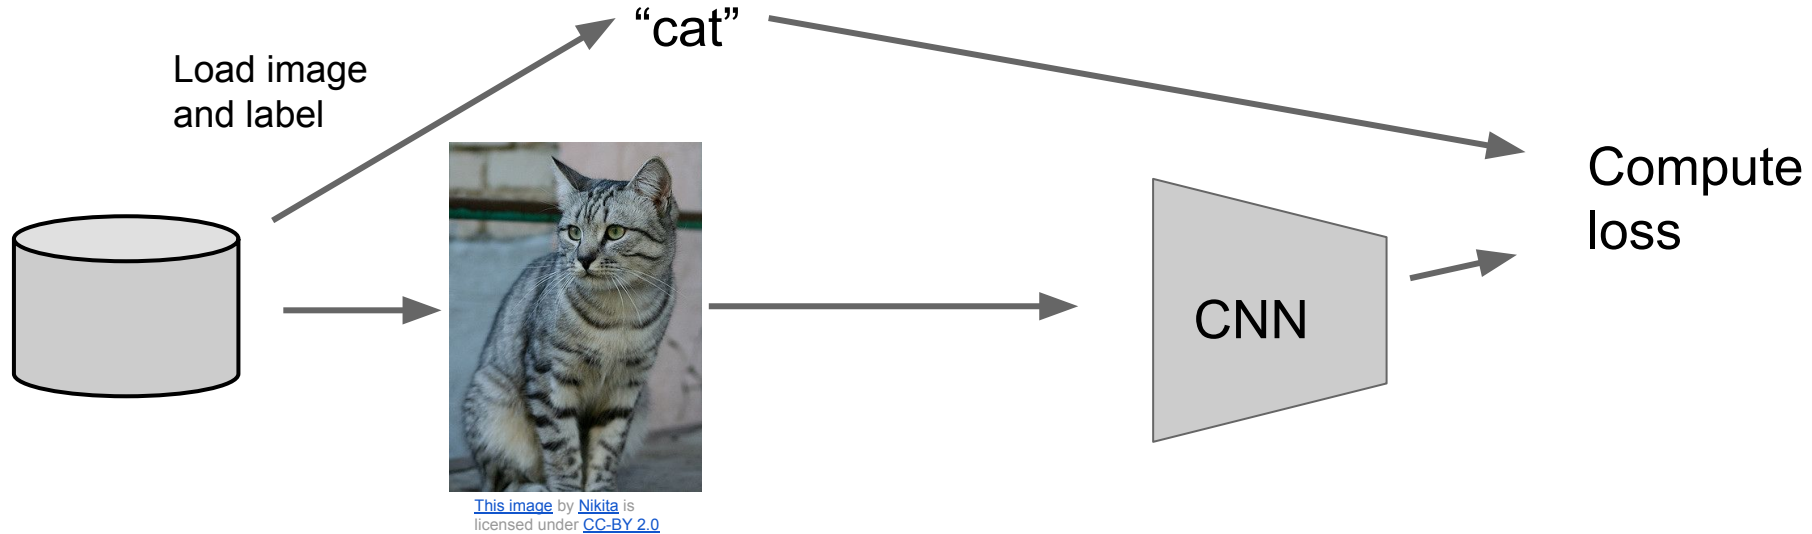 “cat”
Load image
and label
Compute
loss
CNN
This image by Nikita is
licensed under CC-BY 2.0